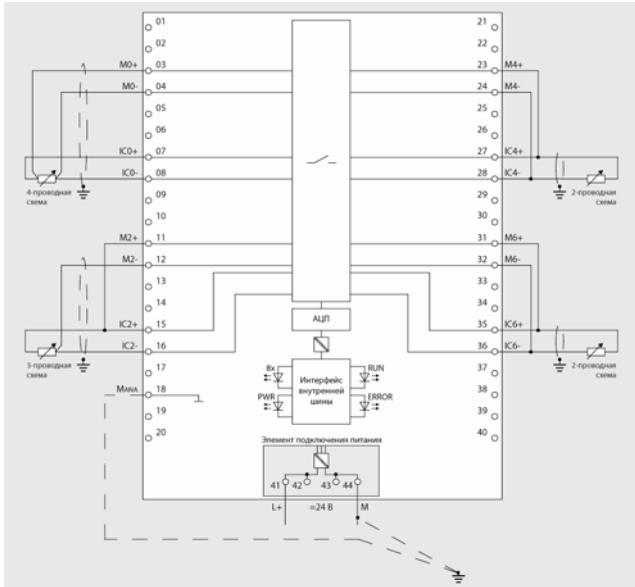 01 21
02 22
M0+ 03 23 M4+
M0- 04 24 M4-
05 25
06 26
IC0+ 07 27 IC4+
IC0- 08 28 IC4-
4-проводная схема 09 29 2-проводная схема
10 30
M2+ 11 31 M6+
M2- 12 32 M6-
13 33
14 34
IC2+ 15 35 IC6+
АЦП
IC2- 16 36 IC6-
3-проводная схема 17 37 2-проводная схема
Вх RUN
Интерфейс
внутренней
шины
PWR ERROR
MANA 18 38
19 39
20 40
Элемент подключения питания
41 42 43 44
L+ =24 В M